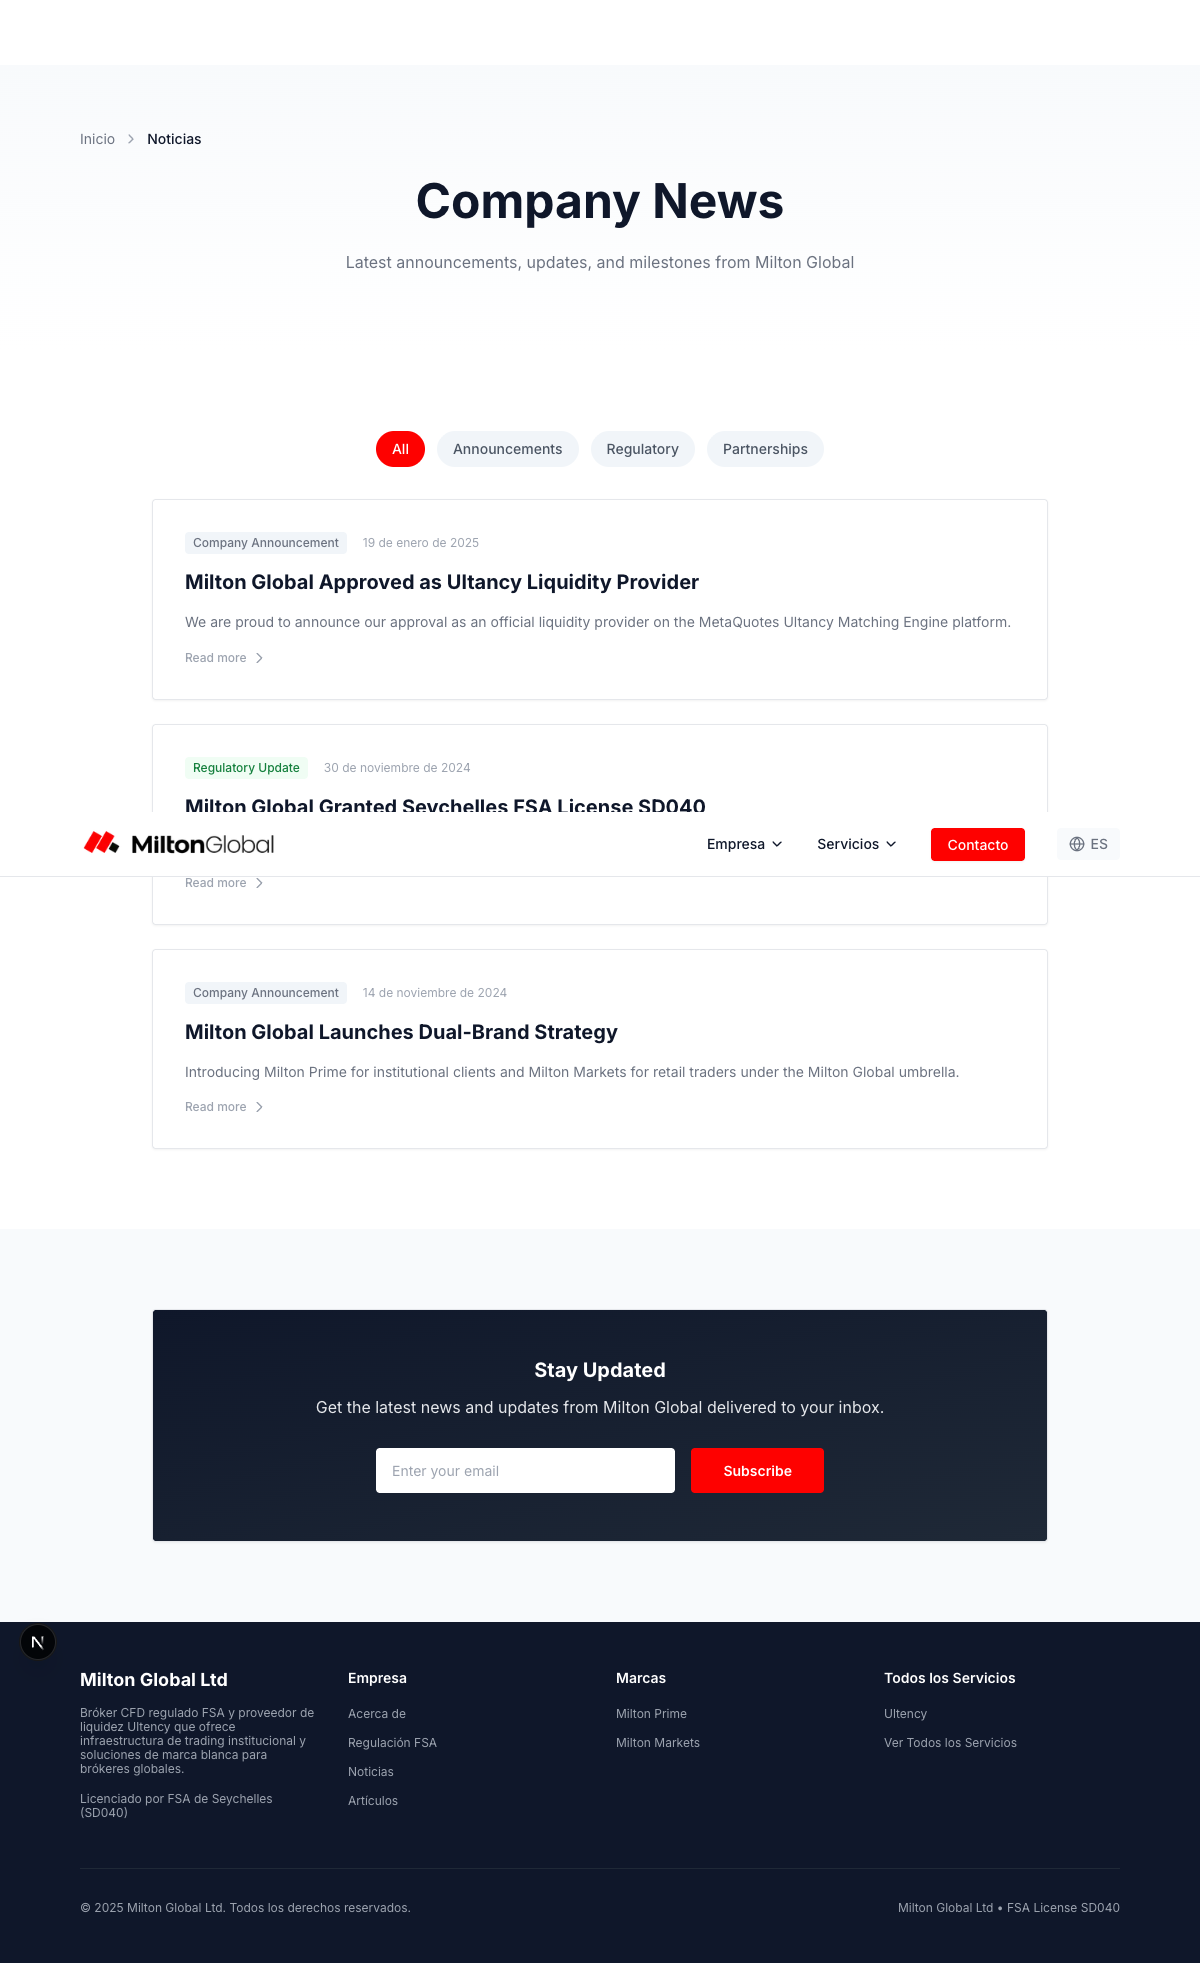 Inicio > Noticias
Company News
Latest announcements, updates, and milestones from Milton Global
All Announcements Regulatory Partnerships
Company Announcement 19 de enero de 2025
Milton Global Approved as Ultancy Liquidity Provider
We are proud to announce our approval as an official liquidity provider on the MetaQuotes Ultancy Matching Engine platform.
Read more >
Regulatory Update 30 de noviembre de 2024
Milton Global Granted Seychelles FSA License SD040
MiltonGlobal Empresa Servicios Contacto ES
Read more >
Company Announcement 14 de noviembre de 2024
Milton Global Launches Dual-Brand Strategy
Introducing Milton Prime for institutional clients and Milton Markets for retail traders under the Milton Global umbrella.
Read more >
Stay Updated
Get the latest news and updates from Milton Global delivered to your inbox.
Enter your email Subscribe
N
Milton Global Ltd
Bróker CFD regulado FSA y proveedor de
liquidez Ultency que ofrece
infraestructura de trading institucional y
soluciones de marca blanca para
brókeres globales.
Licenciado por FSA de Seychelles
(SD040)
Empresa
Acerca de
Regulación FSA
Noticias
Artículos
Marcas
Milton Prime
Milton Markets
Todos los Servicios
Ultency
Ver Todos los Servicios
© 2025 Milton Global Ltd. Todos los derechos reservados.
Milton Global Ltd • FSA License SD040